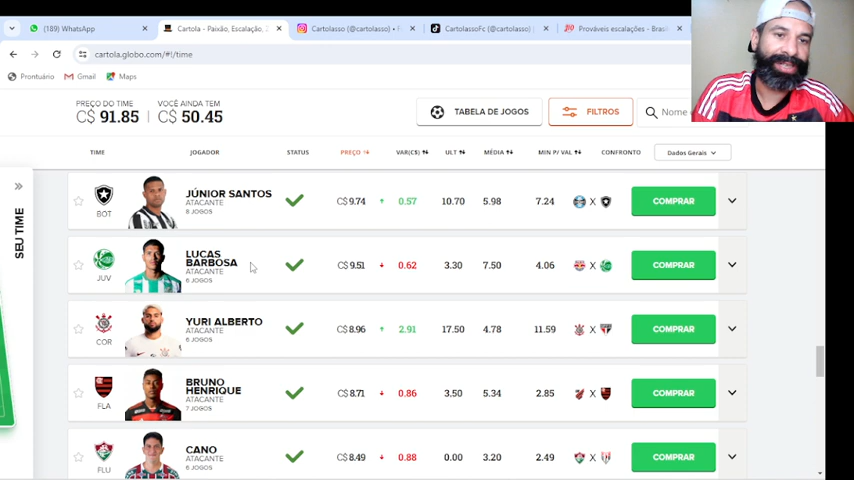 (189) WhatsApp
Cartola - Paixão, Escalação,
Cartolasso (@cartolasso) •
CartolassoFc (@cartolasso)
Prováveis escalações - Brasil
cartola.globo.com/#!/time
Prontuário
Gmail
Maps
PREÇO DO TIME
C$ 91.85
VOCÊ AINDA TEM
C$ 50.45
TABELA DE JOGOS
FILTROS
Nome
TIME JOGADOR STATUS PREÇO VAR(C$) ULT MÉDIA MIN P/ VAL CONFRONTO Dados Gerais
SEU TIME
BOT
JÚNIOR SANTOS
ATACANTE
8 JOGOS
C$ 9.74 0.57 10.70 5.98 7.24 X COMPRAR
JUV
LUCAS
BARBOSA
ATACANTE
6 JOGOS
C$ 9.51 0.62 3.30 7.50 4.06 X COMPRAR
COR
YURI ALBERTO
ATACANTE
6 JOGOS
C$ 8.96 2.91 17.50 4.78 11.59 X COMPRAR
FLA
BRUNO
HENRIQUE
ATACANTE
7 JOGOS
C$ 8.71 0.86 3.50 5.34 2.85 X COMPRAR
FLU
CANO
ATACANTE
6 JOGOS
C$ 8.49 0.88 0.00 3.20 2.49 X COMPRAR